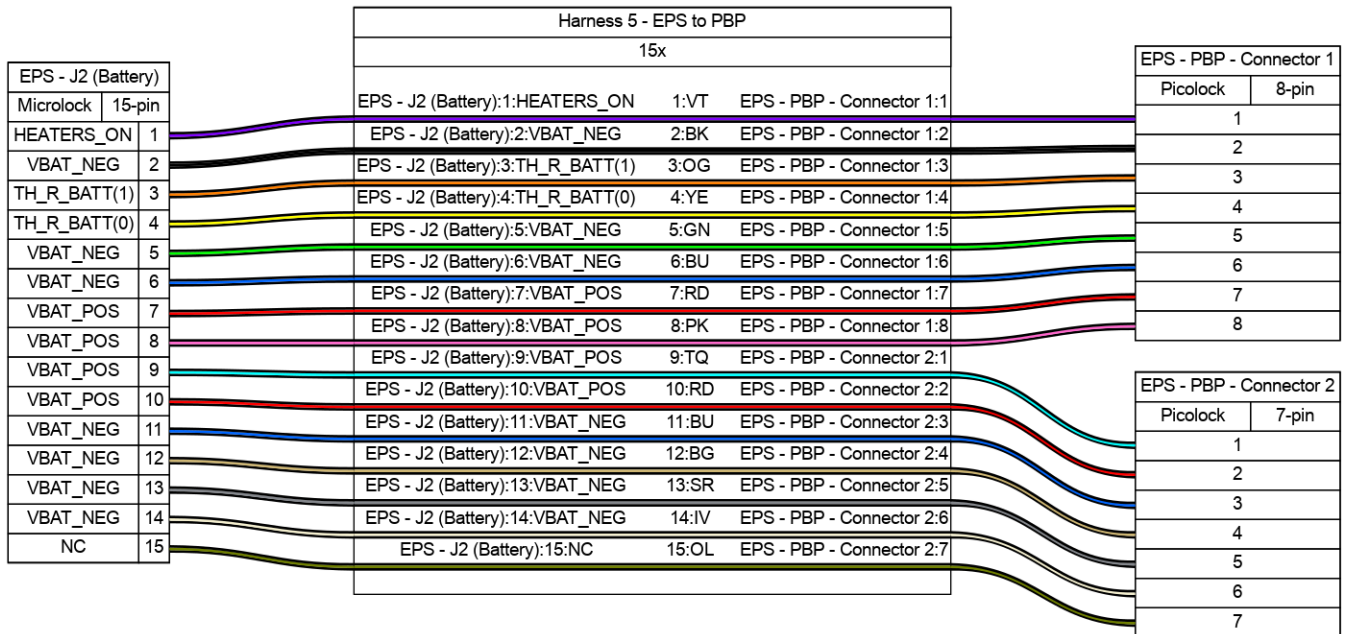 Harness 5 - EPS to PBP
15x
EPS - J2 (Battery)
Microlock 15-pin
HEATERS_ON 1
VBAT_NEG 2
TH_R_BATT(1) 3
TH_R_BATT(0) 4
VBAT_NEG 5
VBAT_NEG 6
VBAT_POS 7
VBAT_POS 8
VBAT_POS 9
VBAT_POS 10
VBAT_NEG 11
VBAT_NEG 12
VBAT_NEG 13
VBAT_NEG 14
NC 15
EPS - J2 (Battery):1:HEATERS_ON 1:VT EPS - PBP - Connector 1:1
EPS - J2 (Battery):2:VBAT_NEG 2:BK EPS - PBP - Connector 1:2
EPS - J2 (Battery):3:TH_R_BATT(1) 3:OG EPS - PBP - Connector 1:3
EPS - J2 (Battery):4:TH_R_BATT(0) 4:YE EPS - PBP - Connector 1:4
EPS - J2 (Battery):5:VBAT_NEG 5:GN EPS - PBP - Connector 1:5
EPS - J2 (Battery):6:VBAT_NEG 6:BU EPS - PBP - Connector 1:6
EPS - J2 (Battery):7:VBAT_POS 7:RD EPS - PBP - Connector 1:7
EPS - J2 (Battery):8:VBAT_POS 8:PK EPS - PBP - Connector 1:8
EPS - J2 (Battery):9:VBAT_POS 9:TQ EPS - PBP - Connector 2:1
EPS - J2 (Battery):10:VBAT_POS 10:RD EPS - PBP - Connector 2:2
EPS - J2 (Battery):11:VBAT_NEG 11:BU EPS - PBP - Connector 2:3
EPS - J2 (Battery):12:VBAT_NEG 12:BG EPS - PBP - Connector 2:4
EPS - J2 (Battery):13:VBAT_NEG 13:SR EPS - PBP - Connector 2:5
EPS - J2 (Battery):14:VBAT_NEG 14:IV EPS - PBP - Connector 2:6
EPS - J2 (Battery):15:NC 15:OL EPS - PBP - Connector 2:7
EPS - PBP - Connector 1
Picolock 8-pin
1
2
3
4
5
6
7
8
EPS - PBP - Connector 2
Picolock 7-pin
1
2
3
4
5
6
7